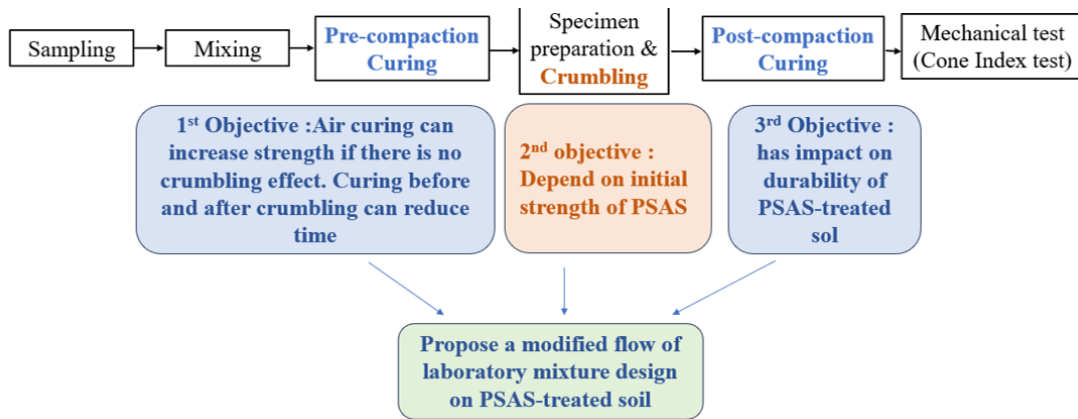 Sampling
Mixing
Pre-compaction
Curing
Specimen
preparation &
Crumbling
Post-compaction
Curing
Mechanical test
(Cone Index test)
1st Objective :Air curing can
increase strength if there is no
crumbling effect. Curing before
and after crumbling can reduce
time
2nd objective :
Depend on initial
strength of PSAS
3rd Objective :
has impact on
durability of
PSAS-treated
sol
Propose a modified flow of
laboratory mixture design
on PSAS-treated soil